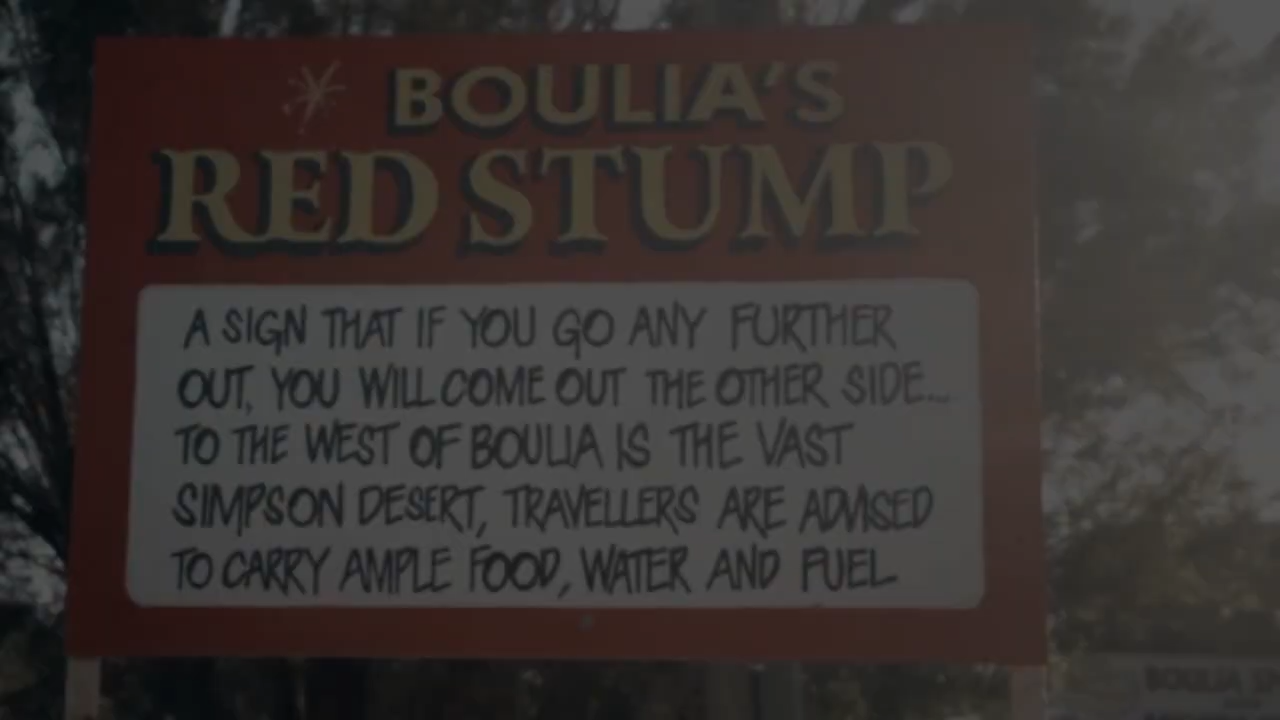 BOULIA'S
RED STUMP
A SIGN THAT IF YOU GO ANY FURTHER
OUT, YOU WILL COME OUT THE OTHER SIDE...
TO THE WEST OF BOULIA IS THE VAST
SIMPSON DESERT, TRAVELLERS ARE ADVISED
TO CARRY AMPLE FOOD, WATER AND FUEL
BOULIA